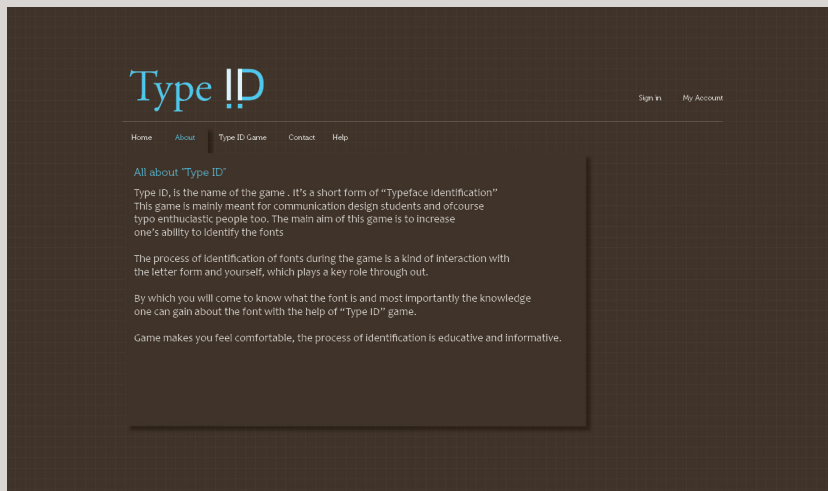 Type ID
Sign in My Account
Home About Type ID Game Contact Help
All about "Type ID"
Type ID, is the name of the game . It's a short form of “Typeface Identification”
This game is mainly meant for communication design students and ofcourse
typo enthuciastic people too. The main aim of this game is to increase
one's ability to identify the fonts
The process of identification of fonts during the game is a kind of interaction with
the letter form and yourself, which plays a key role through out.
By which you will come to know what the font is and most importantly the knowledge
one can gain about the font with the help of “Type ID” game.
Game makes you feel comfortable, the process of identification is educative and informative.